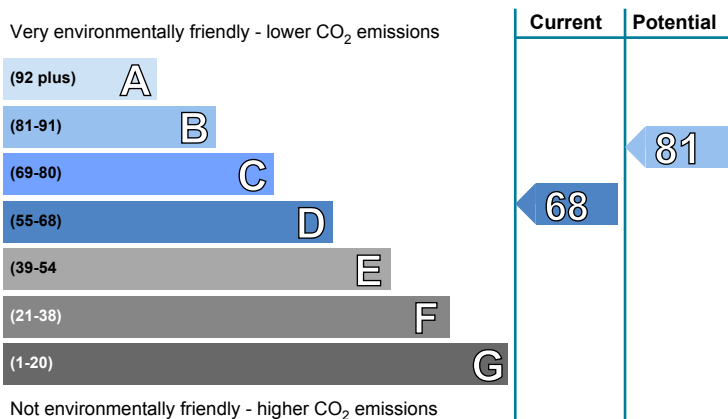 Very environmentally friendly - lower CO2 emissions
Current
Potential
(92 plus) A
(81-91) B
(69-80) C
(55-68) D
(39-54 E
(21-38) F
(1-20) G
81
68
Not environmentally friendly - higher CO2 emissions